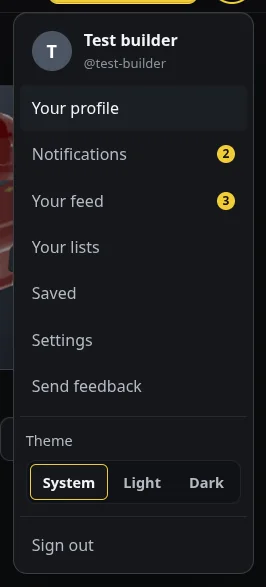 T
Test builder
@test-builder
Your profile
Notifications 2
Your feed 3
Your lists
Saved
Settings
Send feedback
Theme
System Light Dark
Sign out